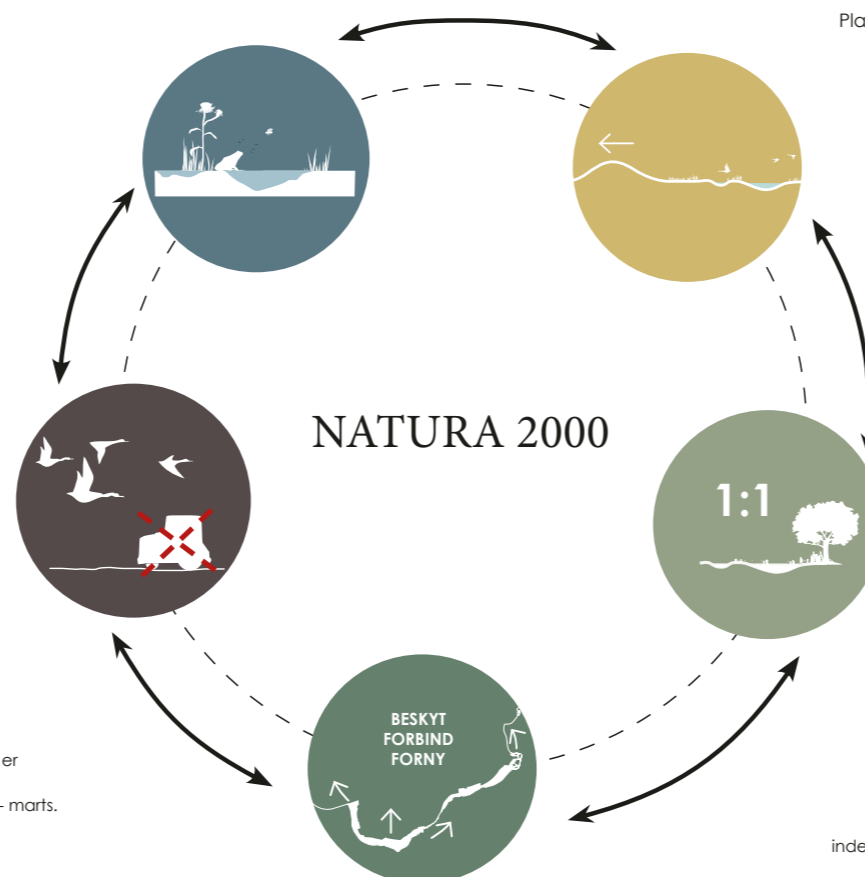 Pla
NATURA 2000
1:1
BESKYT
FORBIND
FORNY
er
- marts.
inde